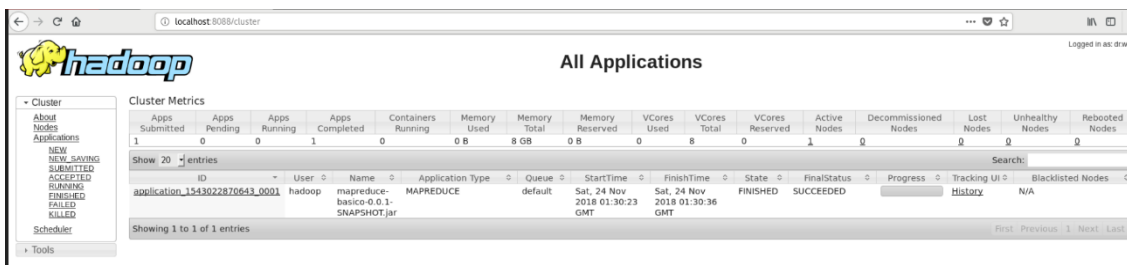 localhost:8088/cluster
Logged in as: dr.w
hadoop
All Applications
Cluster
About
Nodes
Applications
NEW
NEW_SAVING
SUBMITTED
ACCEPTED
RUNNING
FINISHED
FAILED
KILLED
Scheduler
Tools
Cluster Metrics
Apps Submitted Apps Pending Apps Running Apps Completed Containers Running Memory Used Memory Total Memory Reserved VCores Used VCores Total VCores Reserved Active Nodes Decommissioned Nodes Lost Nodes Unhealthy Nodes Rebooted Nodes
1 0 0 1 0 0 B 8 GB 0 B 0 8 0 1 0 0 0 0
Show 20 entries Search:
ID User Name Application Type Queue StartTime FinishTime State FinalStatus Progress Tracking UI Blacklisted Nodes
application_1543022870643_0001 hadoop mapreduce- MAPREDUCE default Sat, 24 Nov Sat, 24 Nov FINISHED SUCCEEDED History N/A
basico-0.0.1- 2018 01:30:23 2018 01:30:36
SNAPSHOT.jar GMT GMT
Showing 1 to 1 of 1 entries First Previous 1 Next Last